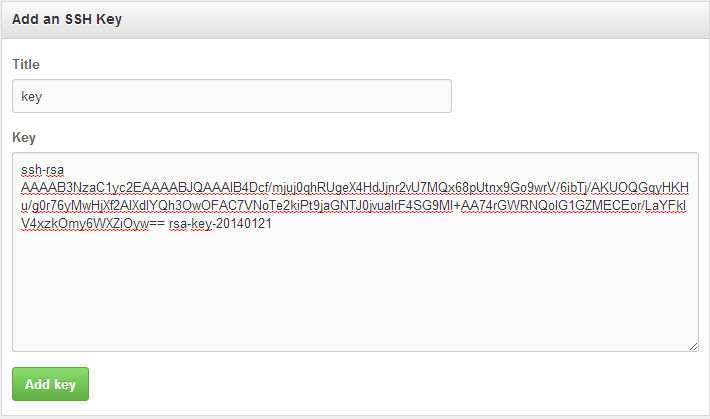 Add an SSH Key
Title
key
Key
ssh-rsa
AAAAB3NzaC1yc2EAAAABJQAAAIB4Dcf/mjuj0qhRUgeX4HdJjnr2vU7MQx68pUtnx9Go9wrV/6ibTj/AKUOQGqyHKH
u/g0r76yMwHjXf2AlXdIYQh3OwOFAC7VNoTe2kiPt9jaGNTJ0jvualrF4SG9Ml+AA74rGWRNQolG1GZMECEor/LaYFkl
V4xzkOmy6WXZiOyw== rsa-key-20140121
Add key